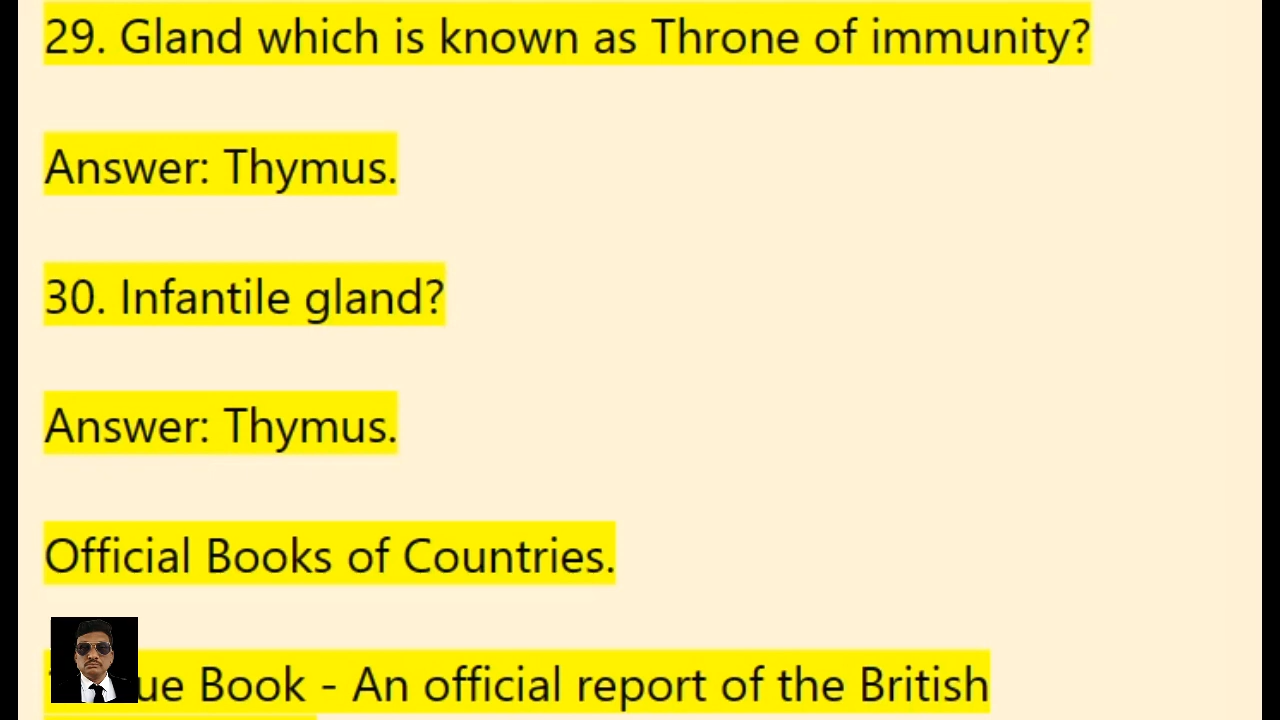 29. Gland which is known as Throne of immunity?
Answer: Thymus.
30. Infantile gland?
Answer: Thymus.
Official Books of Countries.
Book - An official report of the British